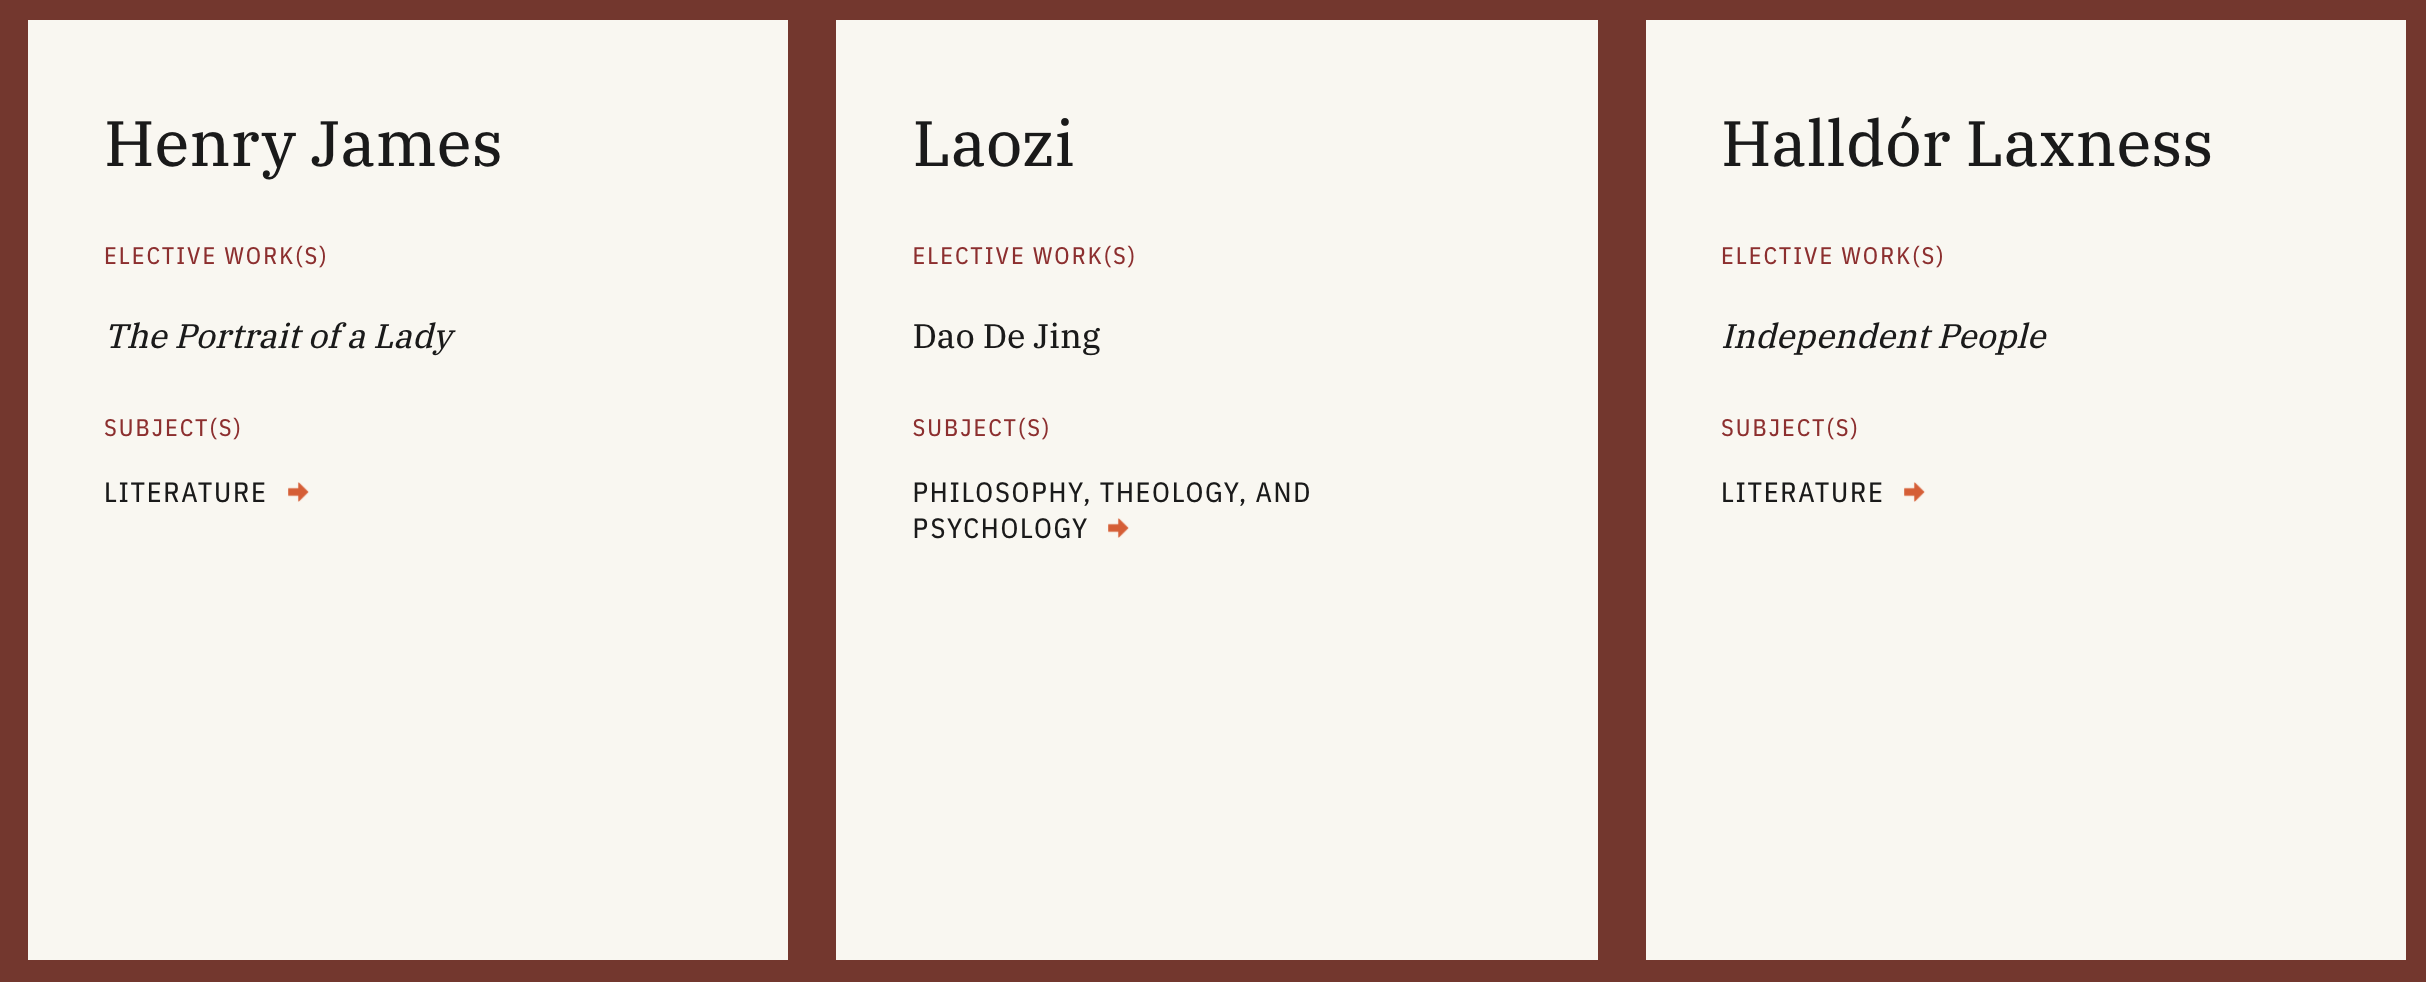 Henry James
ELECTIVE WORK(S)
The Portrait of a Lady
SUBJECT(S)
LITERATURE
Laozi
ELECTIVE WORK(S)
Dao De Jing
SUBJECT(S)
PHILOSOPHY, THEOLOGY, AND
PSYCHOLOGY
Halldór Laxness
ELECTIVE WORK(S)
Independent People
SUBJECT(S)
LITERATURE